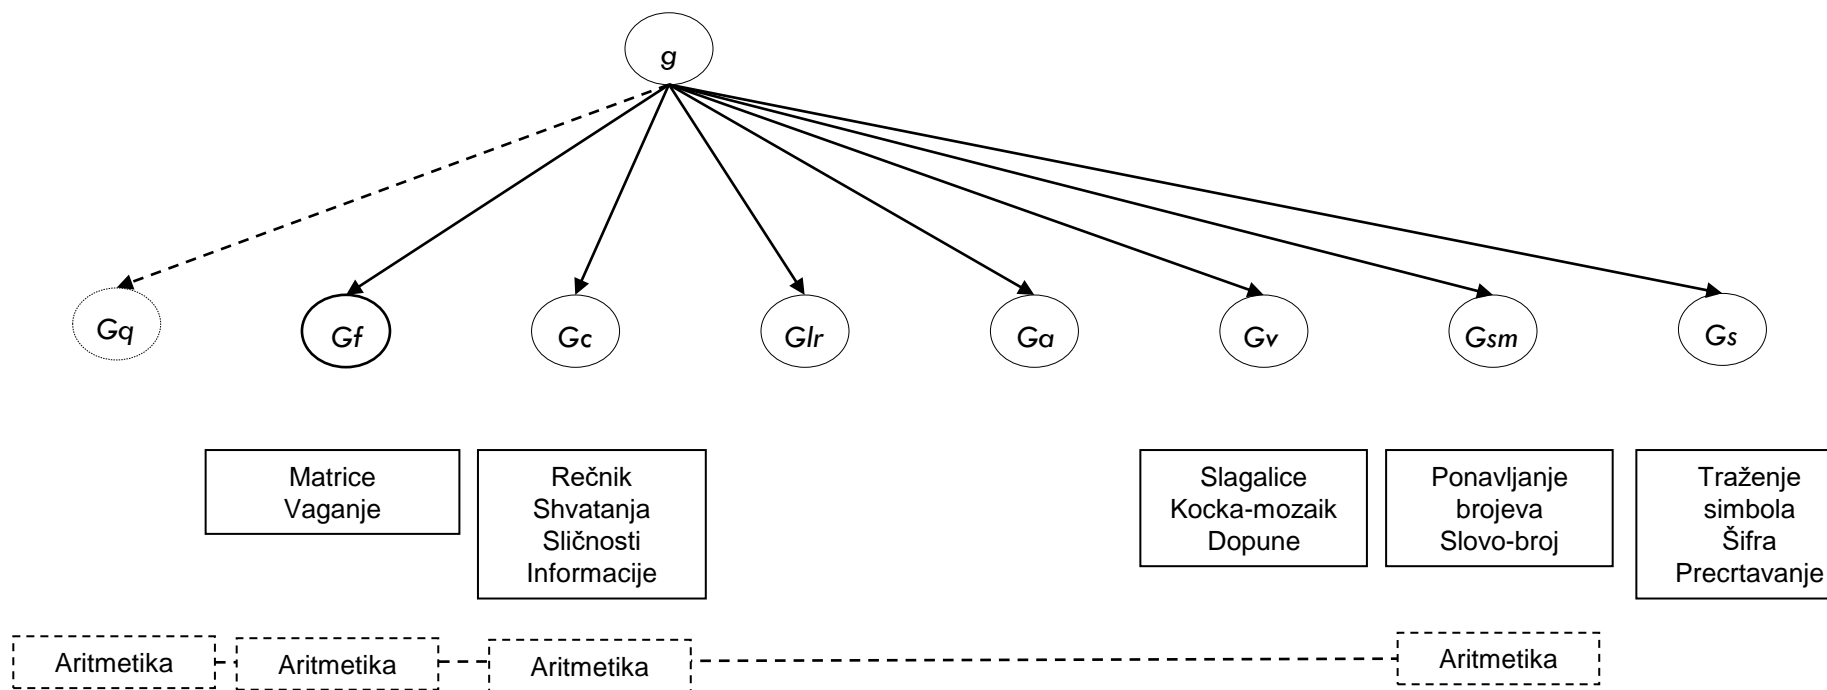 g
Gq
Gf
Gc
Glr
Ga
Gv
Gsm
Gs
Matrice
Vaganje
Rečnik
Shvatanja
Sličnosti
Informacije
Slagalice
Kocka-mozaik
Dopune
Ponavljanje
brojeva
Slovo-broj
Traženje
simbola
Šifra
Precrtavanje
Aritmetika
Aritmetika
Aritmetika
Aritmetika